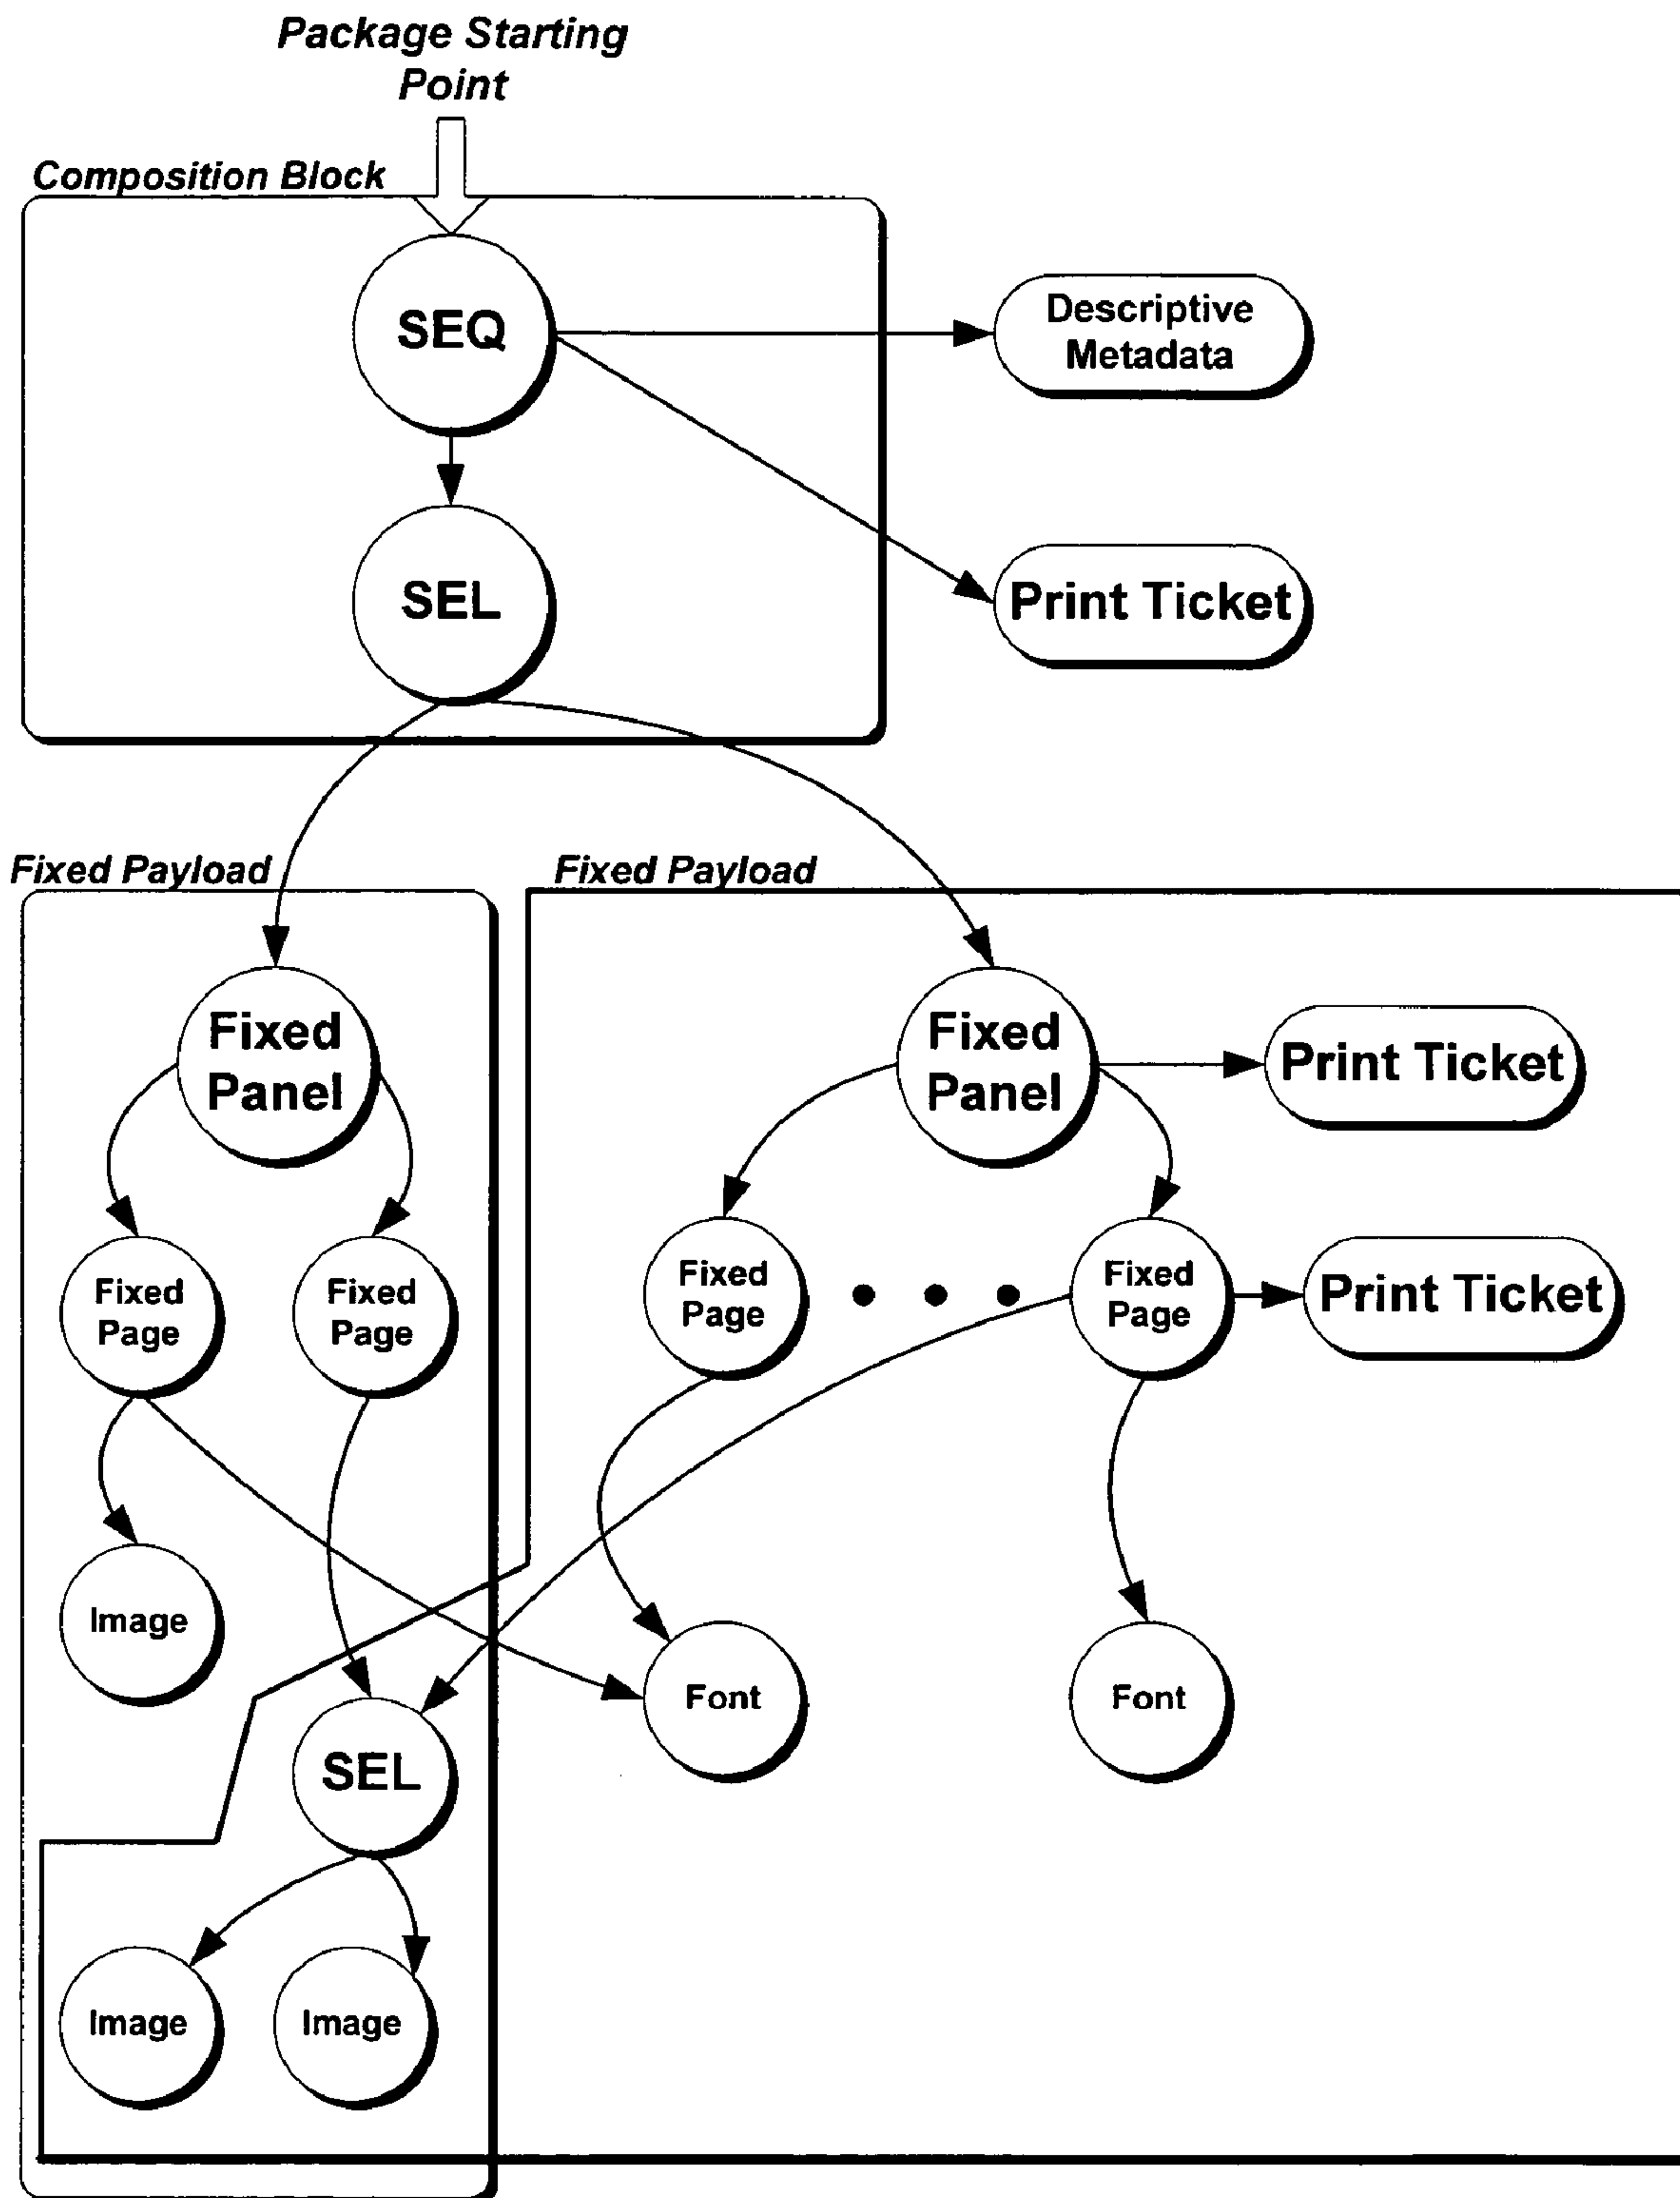 Package Starting
Point
Composition Block
SEQ
Descriptive
Metadata
SEL
Print Ticket
Fixed Payload
Fixed Payload
Fixed
Panel
Fixed
Panel
Print Ticket
Fixed
Page
Fixed
Page
Fixed
Page
Fixed
Page
Print Ticket
Image
Font
Font
SEL
Image
Image